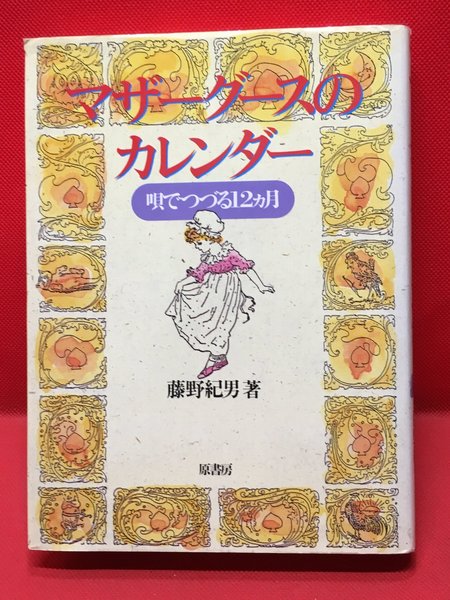 マザーグースの
カレンダー
唄でつづる12カ月
藤野紀男著
原書房